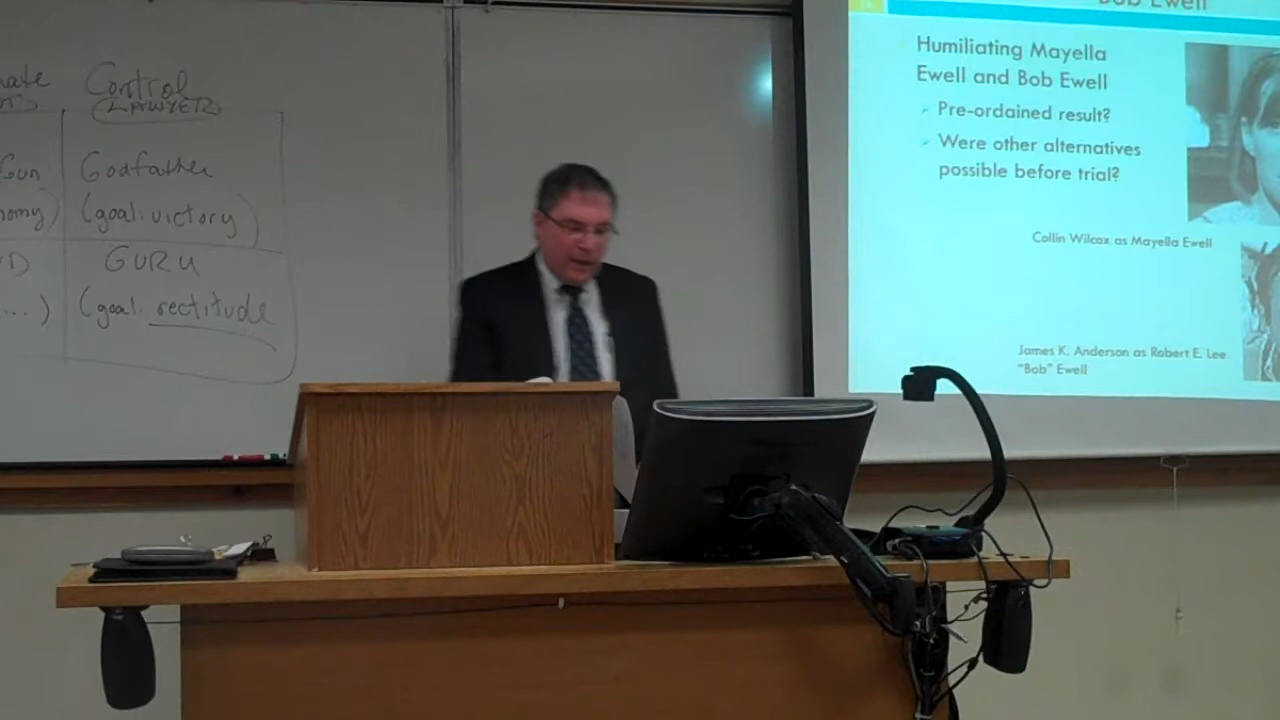 Control
LAWYER
Gun
Godfather
(goal: victory)
GURU
...)
(goal: rectitude
Bob Ewell
Humiliating Mayella
Ewell and Bob Ewell
Pre-ordained result?
Were other alternatives
possible before trial?
Collin Wilcox as Mayella Ewell
James K. Anderson as Robert E. Lee
"Bob" Ewell